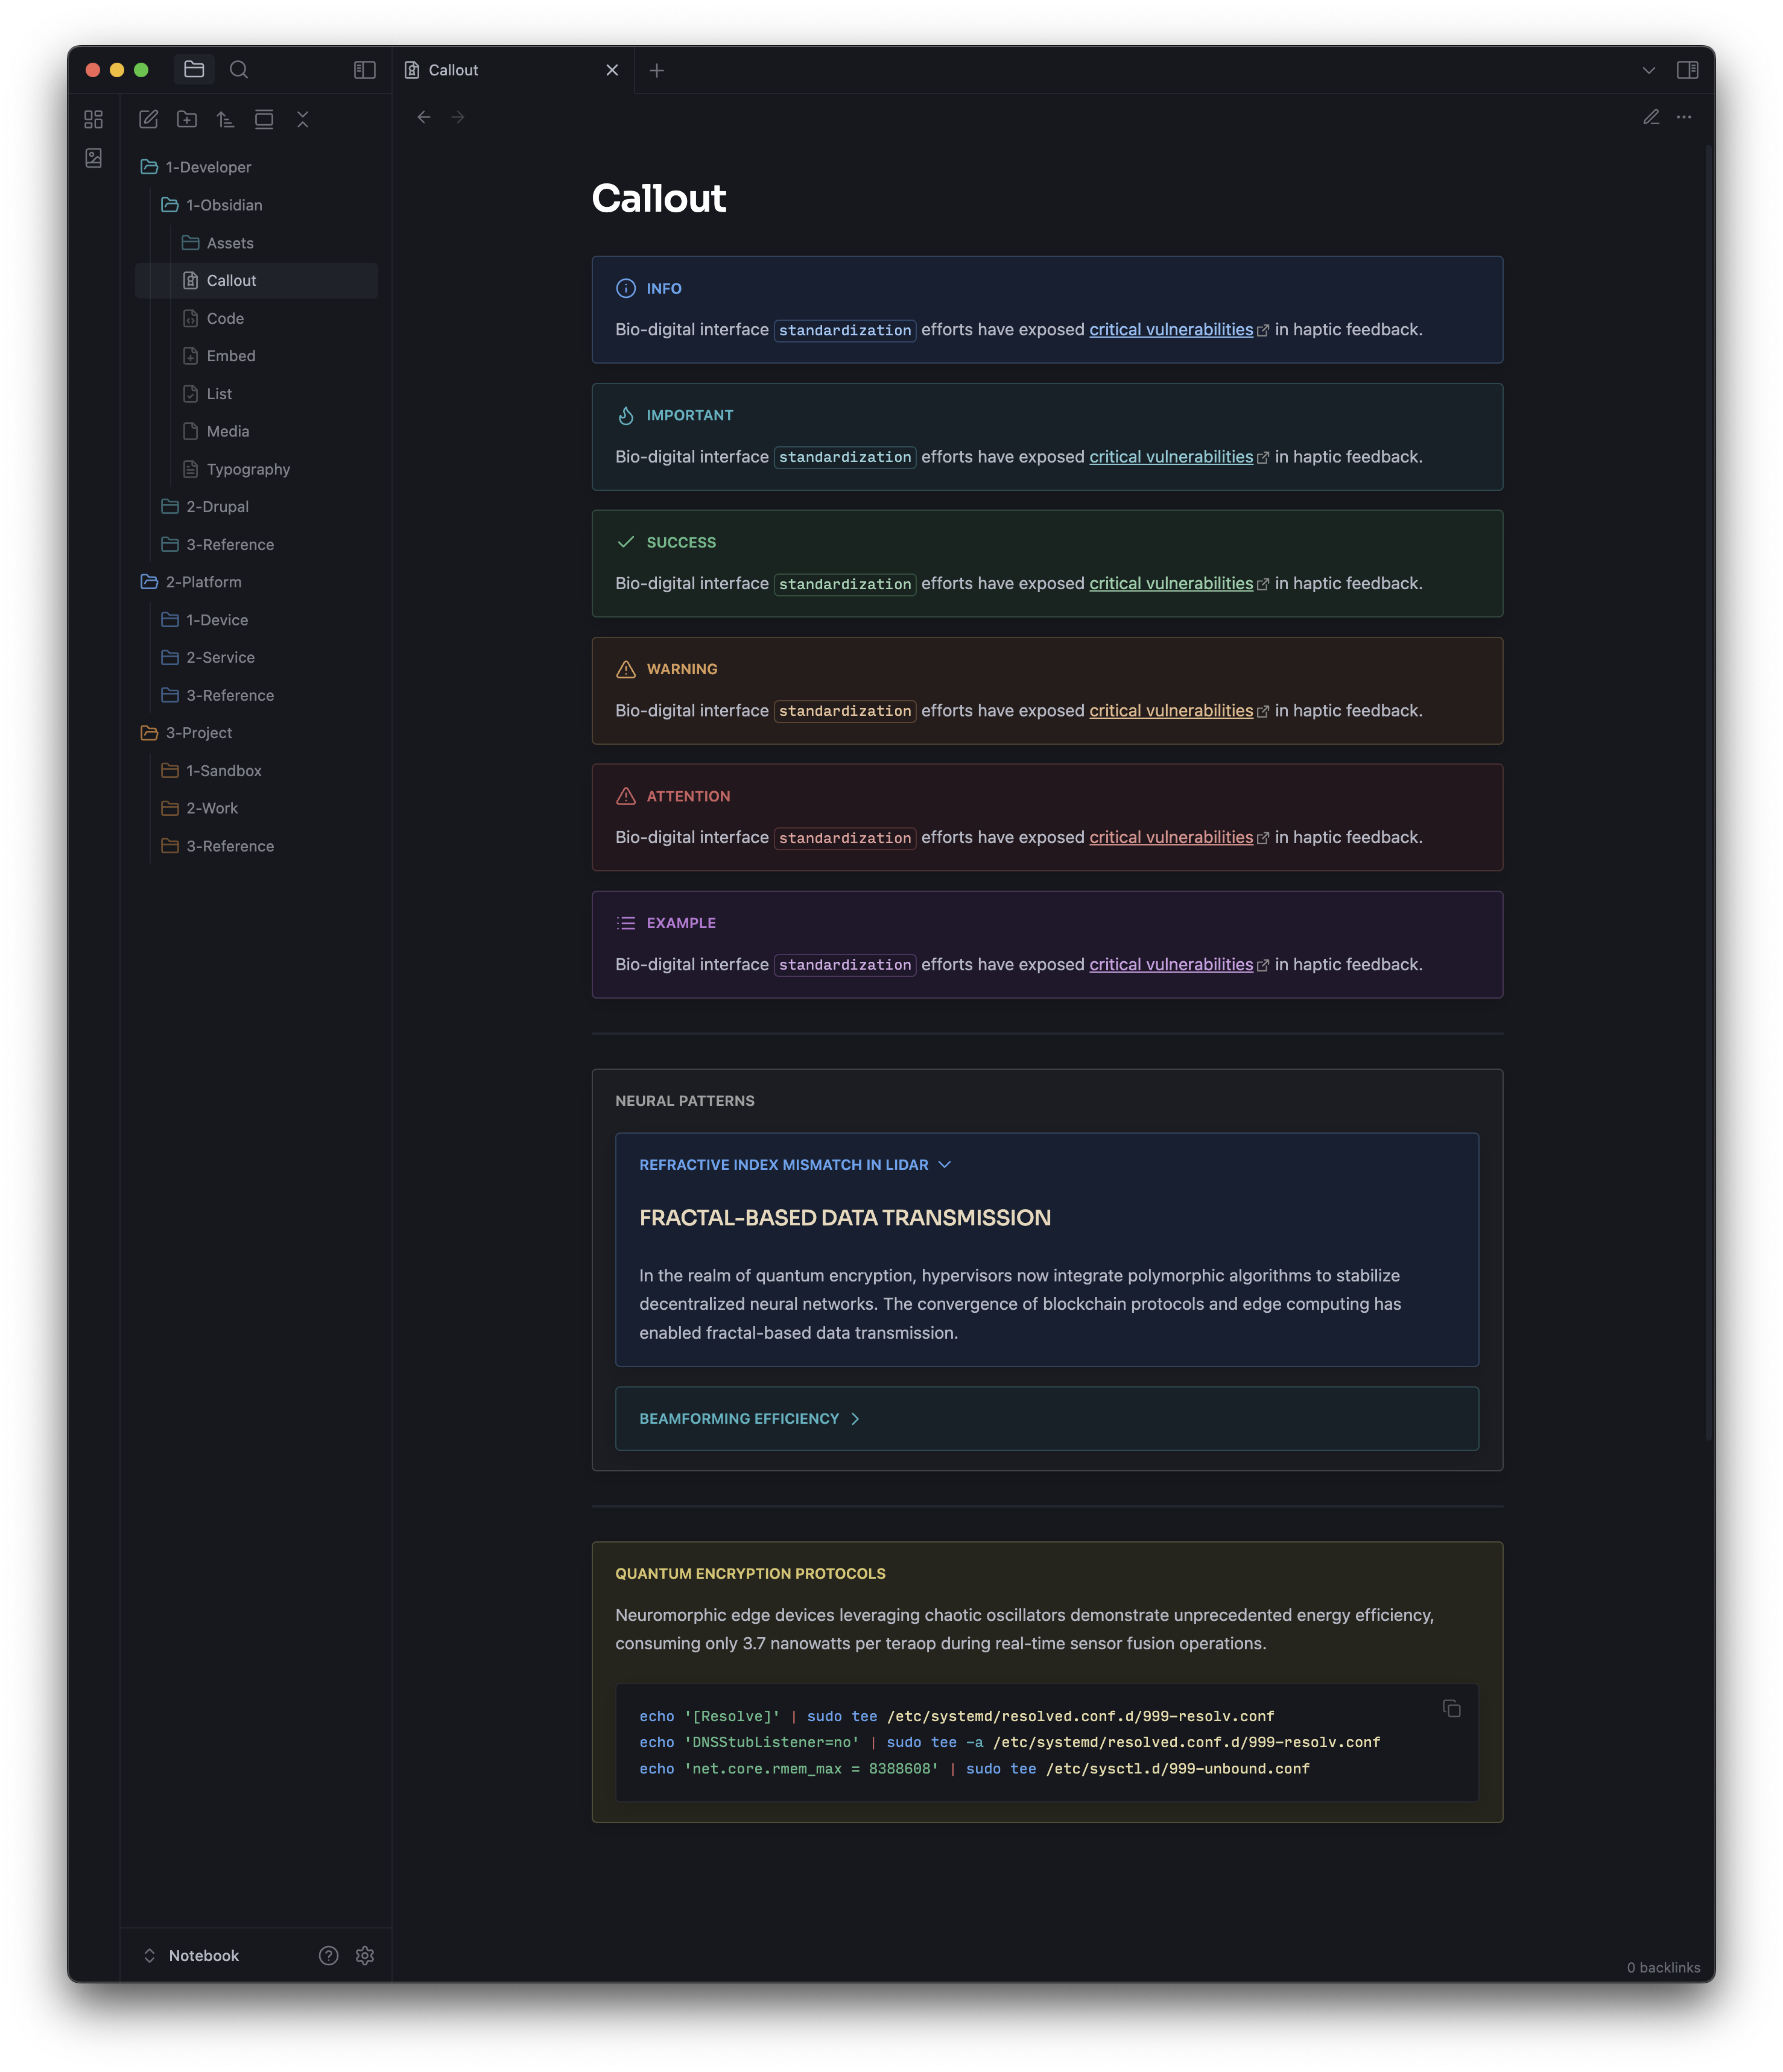 Callout
1-Developer
1-Obsidian
Assets
Callout
Code
Embed
List
Media
Typography
2-Drupal
3-Reference
2-Platform
1-Device
2-Service
3-Reference
3-Project
1-Sandbox
2-Work
3-Reference
Notebook
Callout
INFO
Bio-digital interface standardization efforts have exposed critical vulnerabilities in haptic feedback.
IMPORTANT
Bio-digital interface standardization efforts have exposed critical vulnerabilities in haptic feedback.
SUCCESS
Bio-digital interface standardization efforts have exposed critical vulnerabilities in haptic feedback.
WARNING
Bio-digital interface standardization efforts have exposed critical vulnerabilities in haptic feedback.
ATTENTION
Bio-digital interface standardization efforts have exposed critical vulnerabilities in haptic feedback.
EXAMPLE
Bio-digital interface standardization efforts have exposed critical vulnerabilities in haptic feedback.
NEURAL PATTERNS
REFRACTIVE INDEX MISMATCH IN LIDAR
FRACTAL-BASED DATA TRANSMISSION
In the realm of quantum encryption, hypervisors now integrate polymorphic algorithms to stabilize
decentralized neural networks. The convergence of blockchain protocols and edge computing has
enabled fractal-based data transmission.
BEAMFORMING EFFICIENCY
QUANTUM ENCRYPTION PROTOCOLS
Neuromorphic edge devices leveraging chaotic oscillators demonstrate unprecedented energy efficiency,
consuming only 3.7 nanowatts per teraop during real-time sensor fusion operations.
echo '[Resolve]' | sudo tee /etc/systemd/resolved.conf.d/999-resolv.conf
echo 'DNSStubListener=no' | sudo tee -a /etc/systemd/resolved.conf.d/999-resolv.conf
echo 'net.core.rmem_max = 8388608' | sudo tee /etc/sysctl.d/999-unbound.conf
0 backlinks